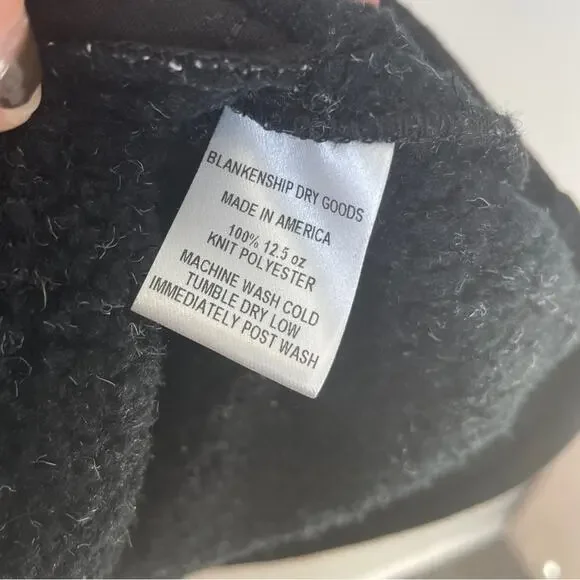 BLANKENSHIP DRY GOODS
MADE IN AMERICA
100% 12.5 oz
KNIT POLYESTER
MACHINE WASH COLD
TUMBLE DRY LOW
IMMEDIATELY POST WASH